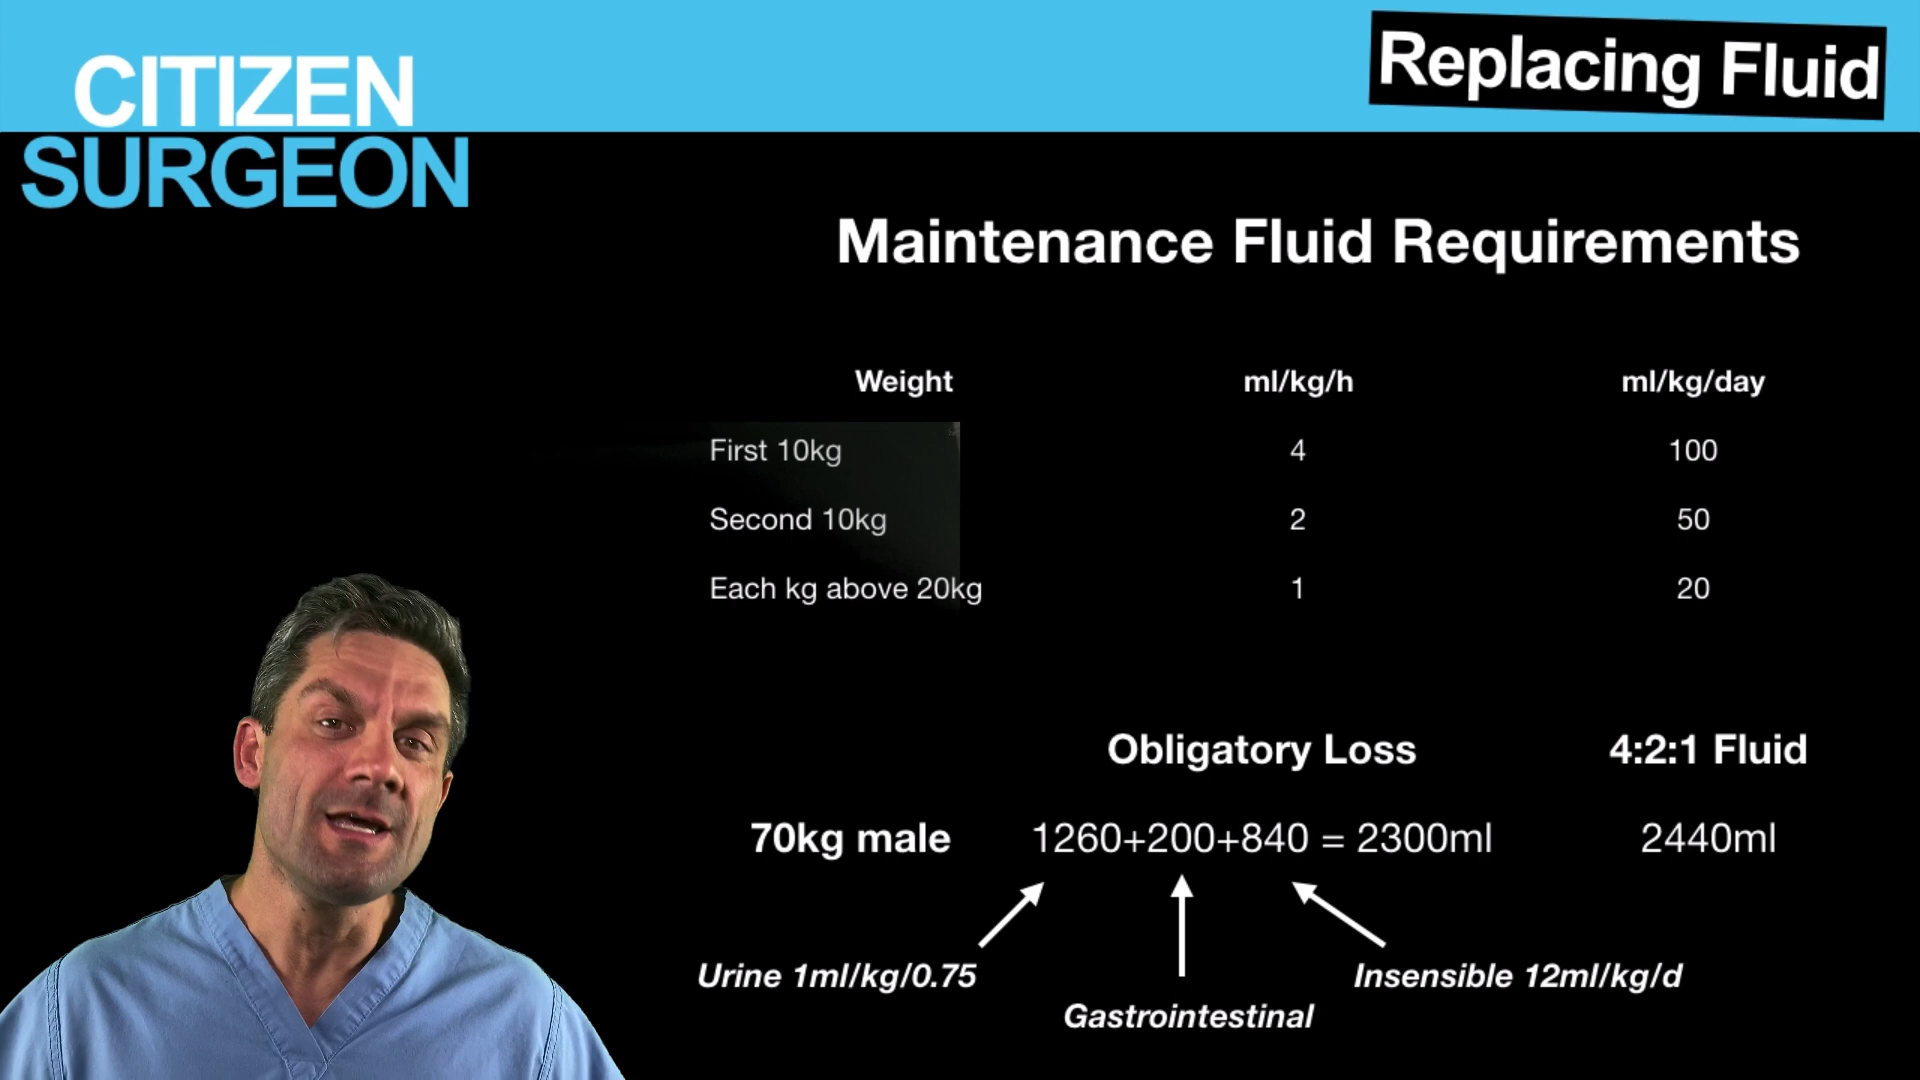 CITIZEN
SURGEON
Replacing Fluid
Maintenance Fluid Requirements
Weight ml/kg/h ml/kg/day
First 10kg 4 100
Second 10kg 2 50
Each kg above 20kg 1 20
Obligatory Loss 4:2:1 Fluid
70kg male 1260+200+840 = 2300ml 2440ml
Urine 1ml/kg/0.75 Insensible 12ml/kg/d
Gastrointestinal